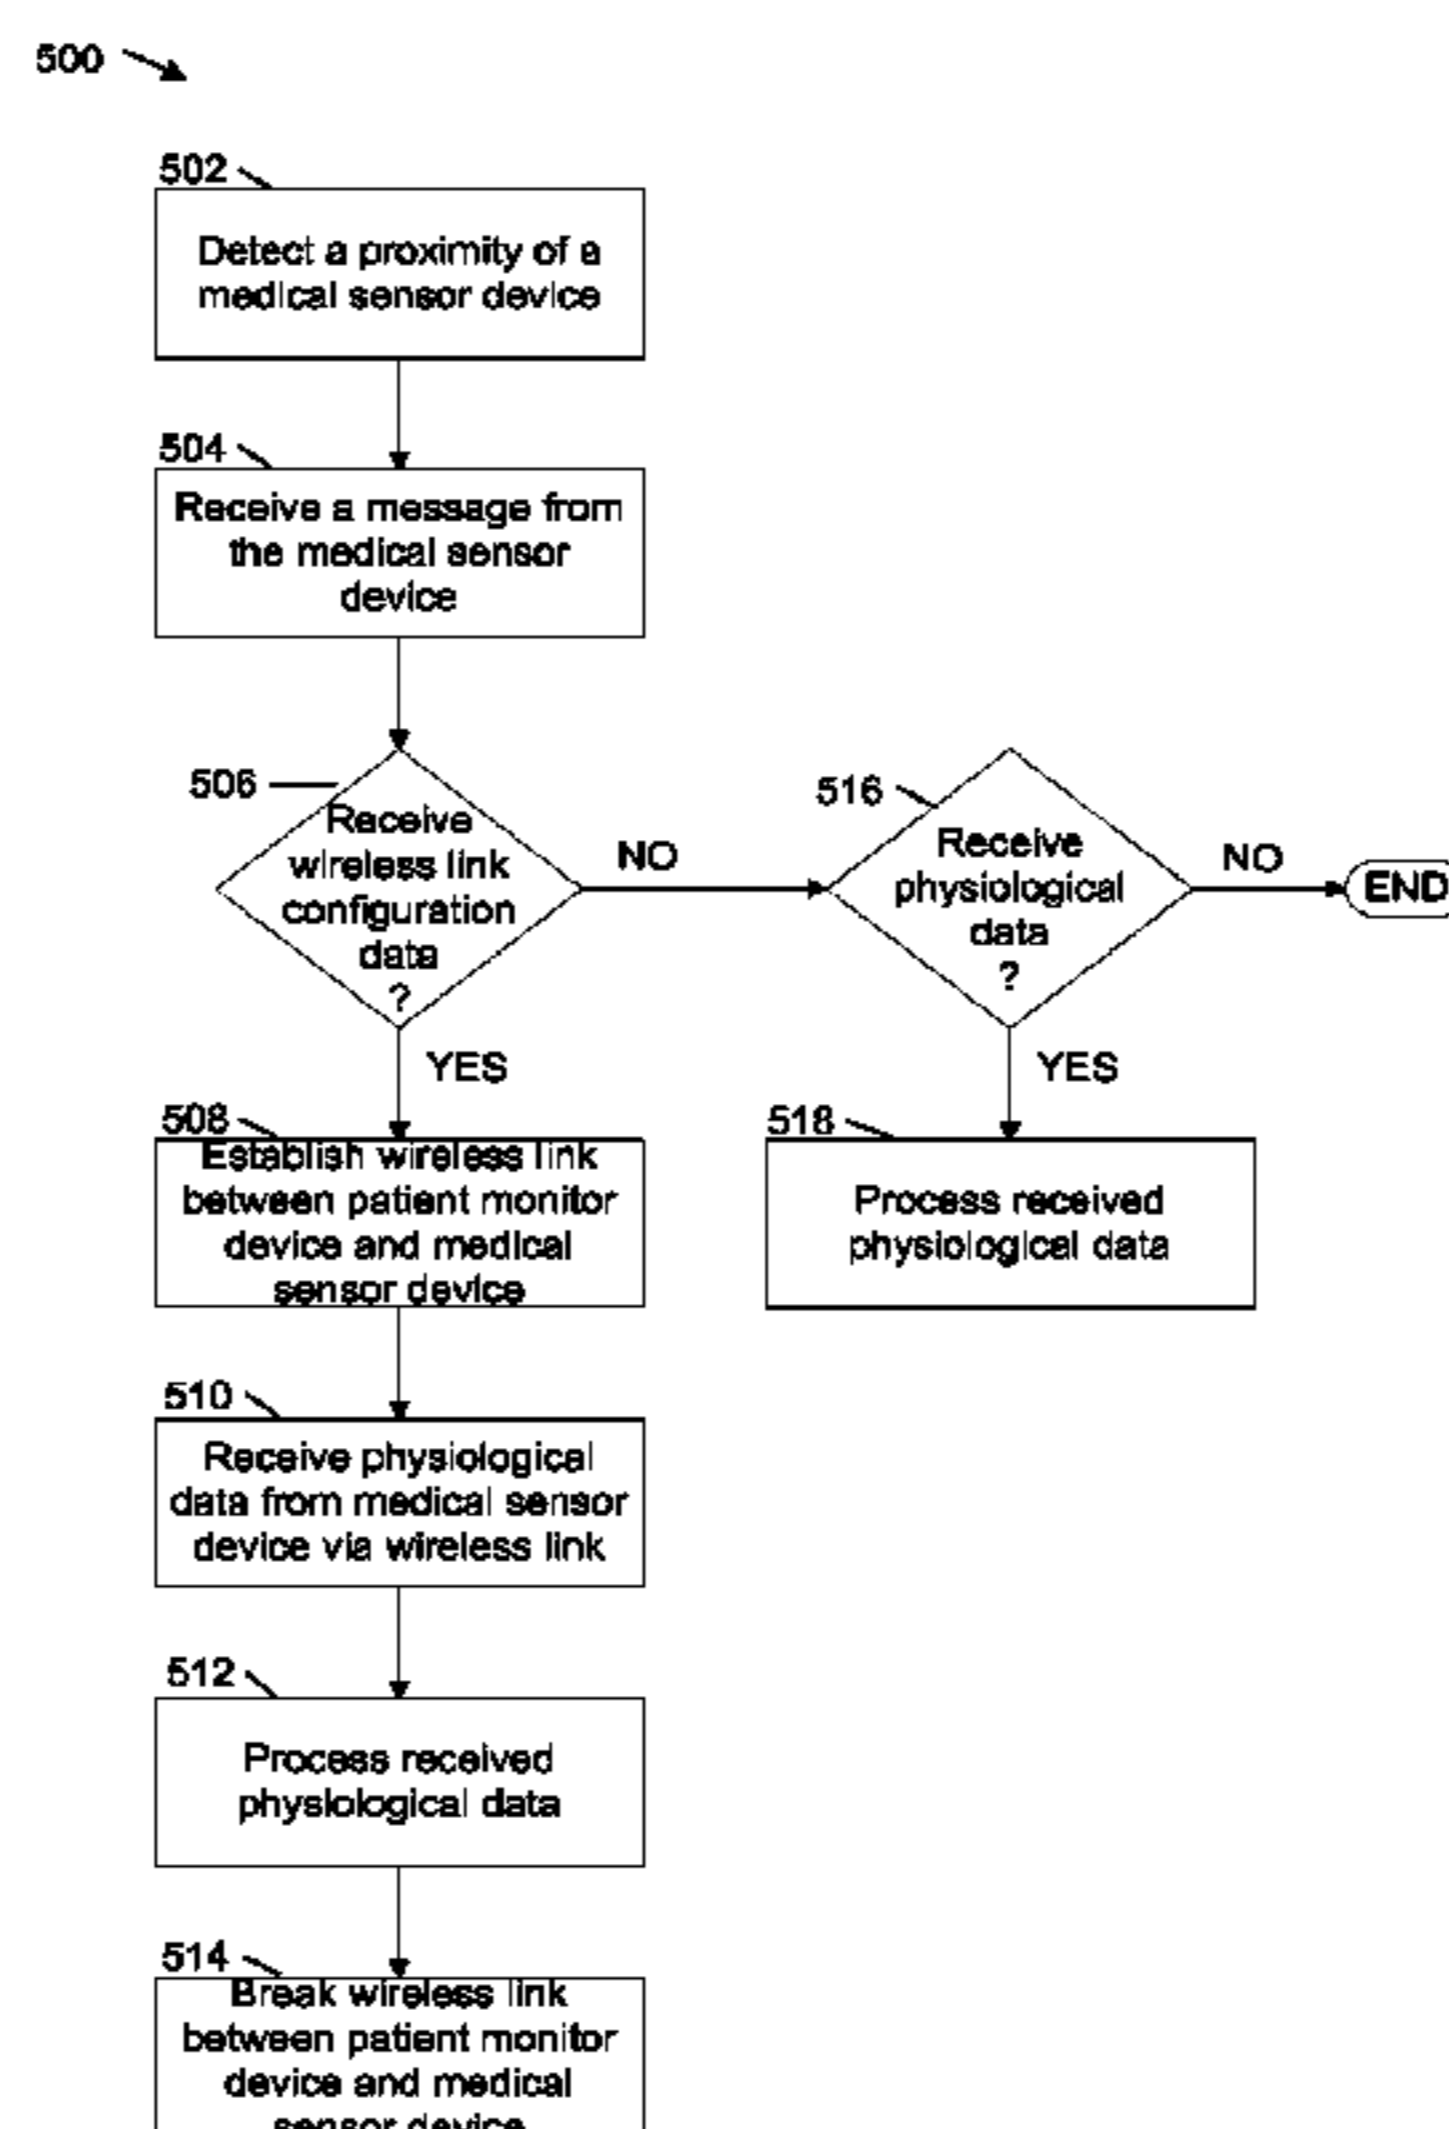 500
502
Detect a proximity of a
medical sensor device
504
Receive a message from
the medical sensor
device
506
Receive
wireless link
configuration
data
?
NO
516
Receive
physiological
data
?
NO
END
YES
YES
508
Establish wireless link
between patient monitor
device and medical
sensor device
518
Process received
physiological data
510
Receive physiological
data from medical sensor
device via wireless link
512
Process received
physiological data
514
Break wireless link
between patient monitor
device and medical
sensor device